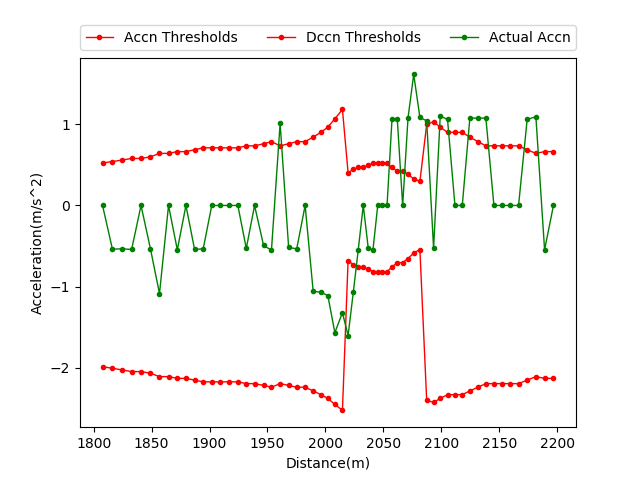 Accn Thresholds Dccn Thresholds Actual Accn
1
0
−1
−2
Acceleration(m/s^2)
1800 1850 1900 1950 2000 2050 2100 2150 2200
Distance(m)